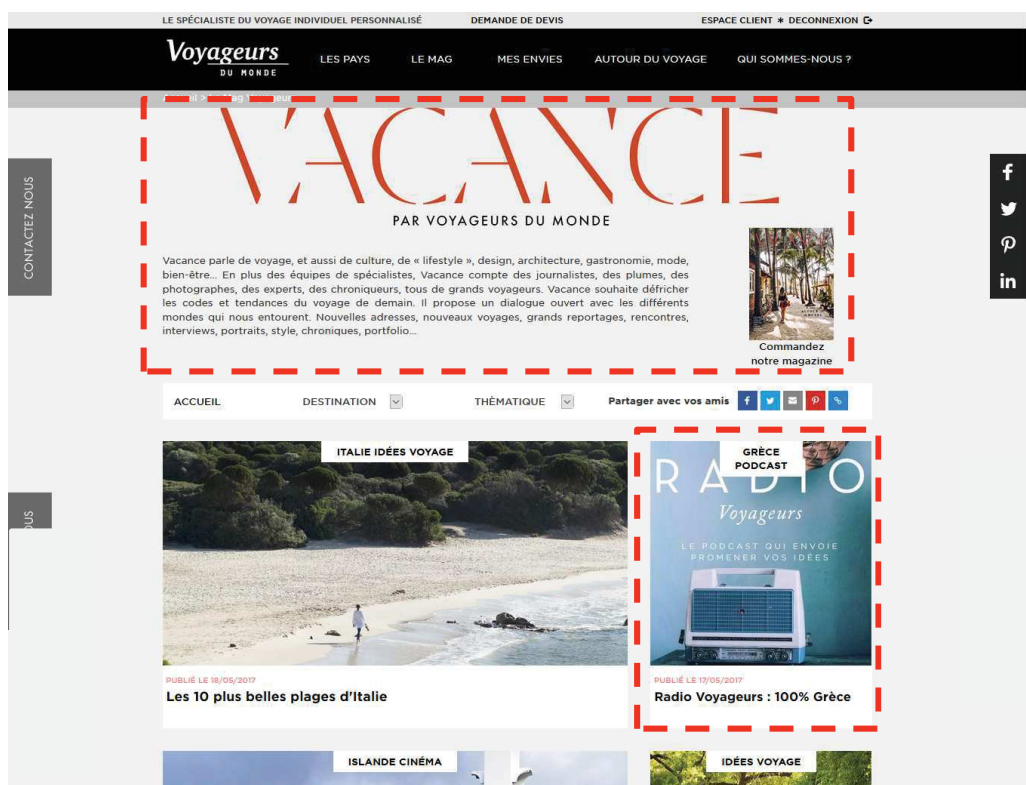 LE SPÉCIALISTE DU VOYAGE INDIVIDUEL PERSONNALISÉ DEMANDE DE DEVIS ESPACE CLIENT * DECONNEXION
Voyageurs
DU MONDE
LES PAYS LE MAG MES ENVIES AUTOUR DU VOYAGE QUI SOMMES-NOUS ?
VACANCE
PAR VOYAGEURS DU MONDE
CONTACTEZ NOUS
Vacance parle de voyage, et aussi de culture, de « lifestyle », design, architecture, gastronomie, mode,
bien-être... En plus des équipes de spécialistes, Vacance compte des journalistes, des plumes, des
photographes, des experts, des chroniqueurs, tous de grands voyageurs. Vacance souhaite défricher
les codes et tendances du voyage de demain. Il propose un dialogue ouvert avec les différents
mondes qui nous entourent. Nouvelles adresses, nouveaux voyages, grands reportages, rencontres,
interviews, portraits, style, chroniques, portfolio...
Commandez
notre magazine
ACCUEIL DESTINATION THÈMATIQUE Partager avec vos amis
ITALIE IDÉES VOYAGE
GRÈCE
PODCAST
RADIO
Voyageurs
LE PODCAST QUI ENVOIE
PROMENER VOS IDÉES
PUBLIÉ LE 18/05/2017
Les 10 plus belles plages d'Italie
PUBLIÉ LE 17/05/2017
Radio Voyageurs : 100% Grèce
ISLANDE CINÉMA
IDÉES VOYAGE